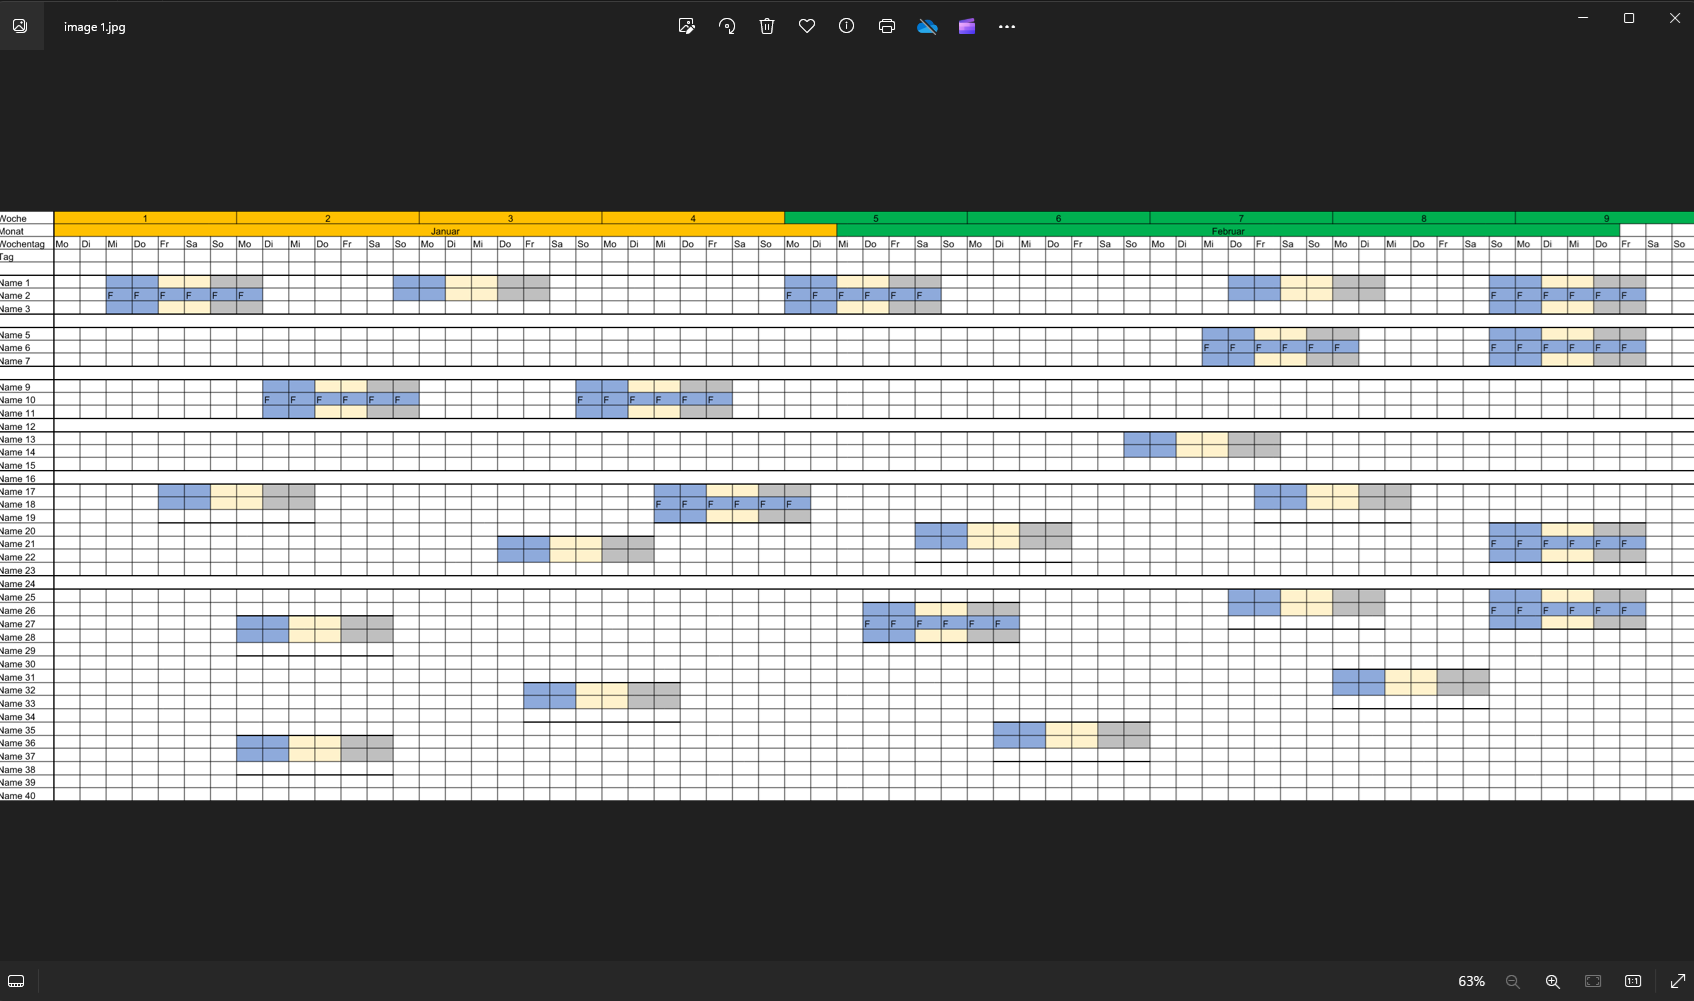 image 1.jpg
Woche 1 2 3 4 5 6 7 8 9
Monat Januar Februar
Wochentag Mo Di Mi Do Fr Sa So Mo Di Mi Do Fr Sa So Mo Di Mi Do Fr Sa So Mo Di Mi Do Fr Sa So Mo Di Mi Do Fr Sa So Mo Di Mi Do Fr Sa So Mo Di Mi Do Fr Sa So Mo Di Mi Do Fr Sa So Mo Di Mi Do Fr Sa So
Tag
Name 1
Name 2 F F F F F F F F F F F F F F F F F F
Name 3
Name 5
Name 6 F F F F F F F F F F F F
Name 7
Name 9
Name 10 F F F F F F F F F F F F
Name 11
Name 12
Name 13
Name 14
Name 15
Name 16
Name 17
Name 18 F F F F F F
Name 19
Name 20
Name 21 F F F F F F
Name 22
Name 23
Name 24
Name 25
Name 26 F F F F F F
Name 27 F F F F F F
Name 28
Name 29
Name 30
Name 31
Name 32
Name 33
Name 34
Name 35
Name 36
Name 37
Name 38
Name 39
Name 40
63%
1:1